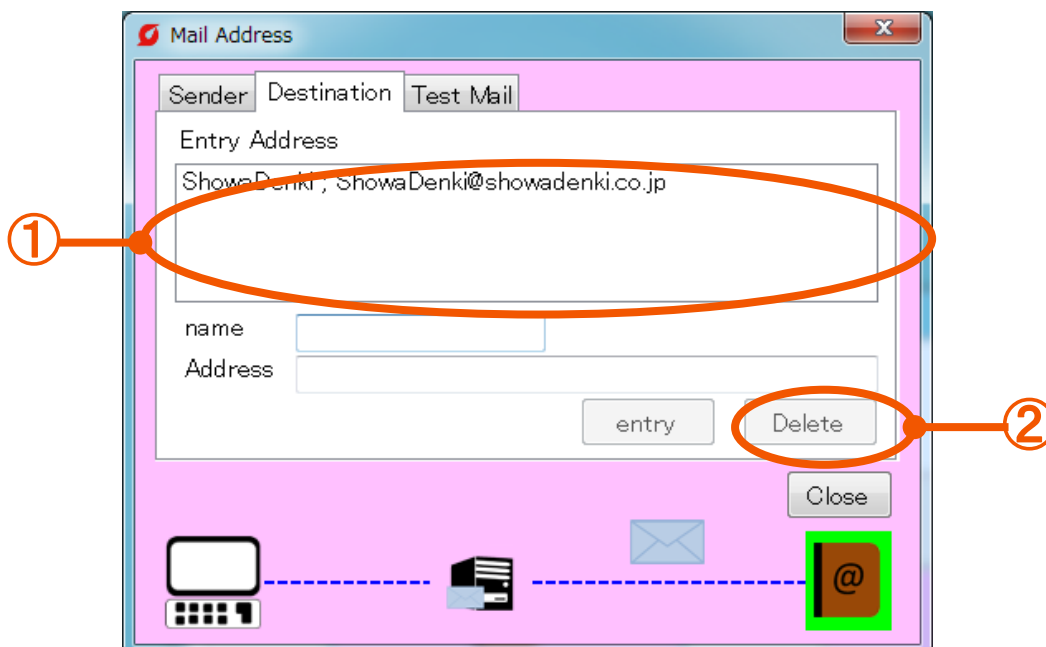 Mail Address
x
Sender Destination Test Mail
Entry Address
ShowaDenki ; ShowaDenki@showadenki.co.jp
①
name
Address
entry Delete
②
Close
@